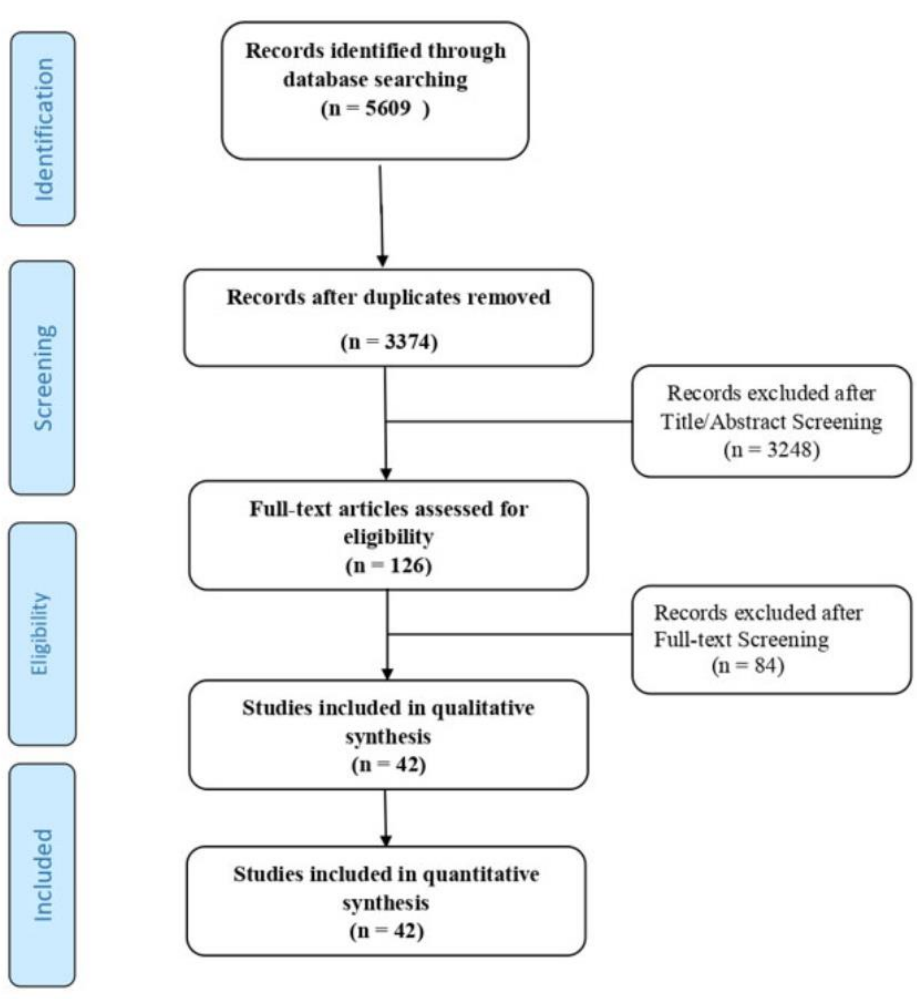 Identification
Records identified through
database searching
(n = 5609 )
Screening
Records after duplicates removed
(n = 3374)
Records excluded after
Title/Abstract Screening
(n = 3248)
Full-text articles assessed for
eligibility
(n = 126)
Eligibility
Records excluded after
Full-text Screening
(n = 84)
Studies included in qualitative
synthesis
(n = 42)
Included
Studies included in quantitative
synthesis
(n = 42)